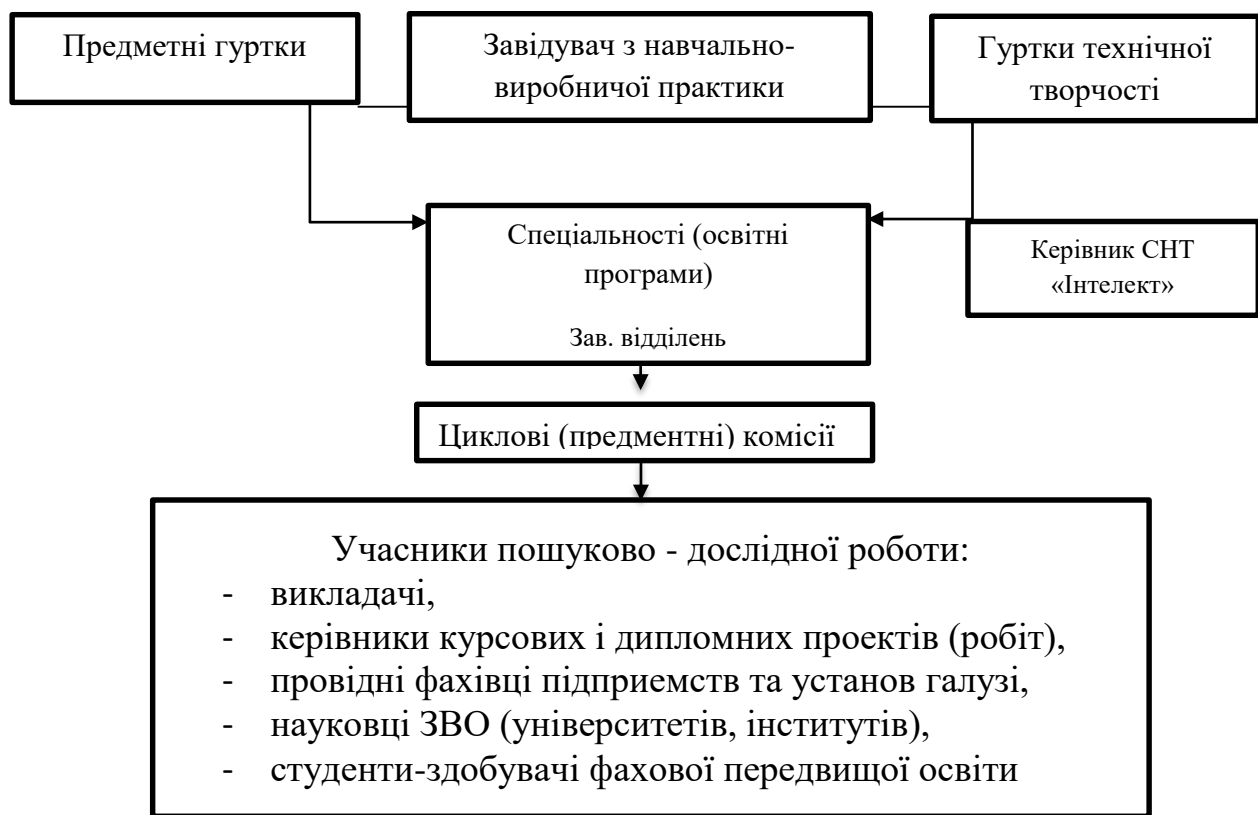 Предметні гуртки
Завідувач з навчально-
виробничої практики
Гуртки технічної
творчості
Спеціальності (освітні
програми)
Зав. відділень
Керівник СНТ
«Інтелект»
Циклові (предментні) комісії
Учасники пошуково - дослідної роботи:
- викладачі,
- керівники курсових і дипломних проектів (робіт),
- провідні фахівці підприемств та установ галузі,
- науковці ЗВО (університетів, інститутів),
- студенти-здобувачі фахової передвищої освіти